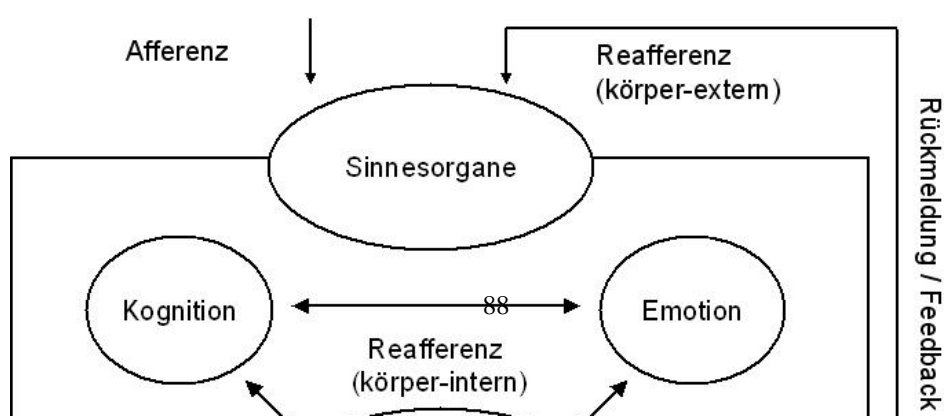 Afferenz
Reafferenz
(körper-extern)
Sinnesorgane
Rückmeldung / Feedback
Kognition
88
Emotion
Reafferenz
(körper-intern)